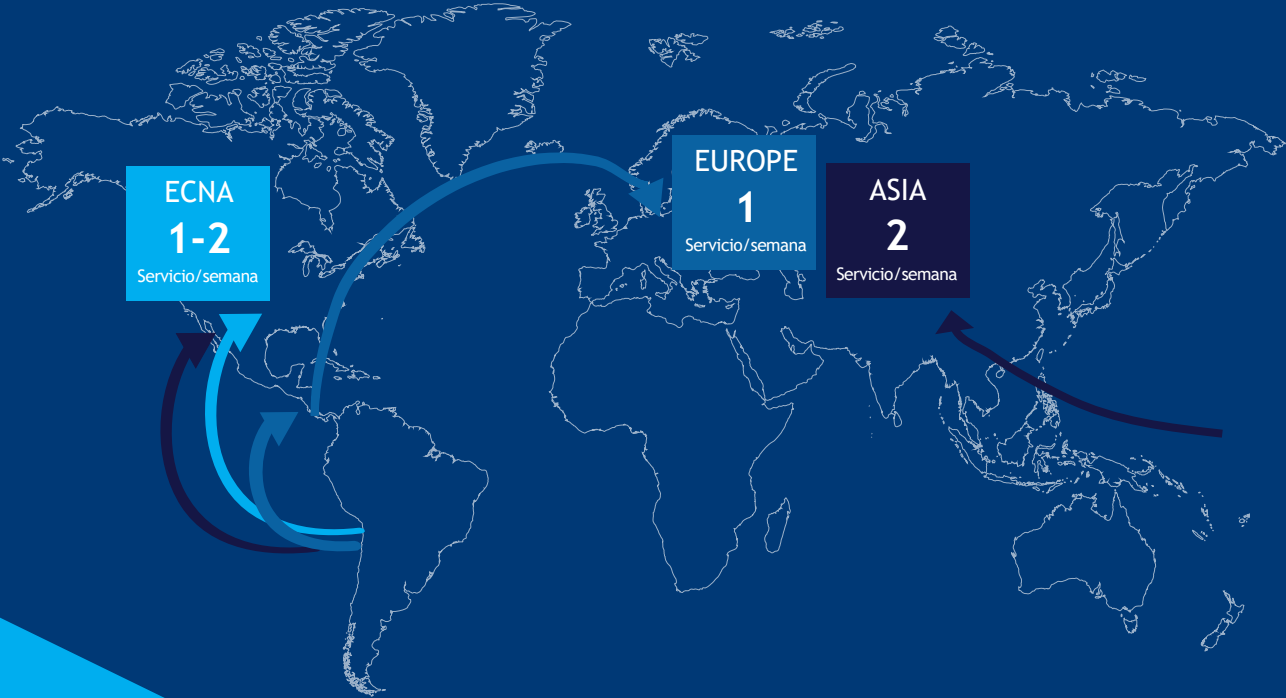 ECNA
1-2
Servicio/semana
EUROPE
1
Servicio/semana
ASIA
2
Servicio/semana